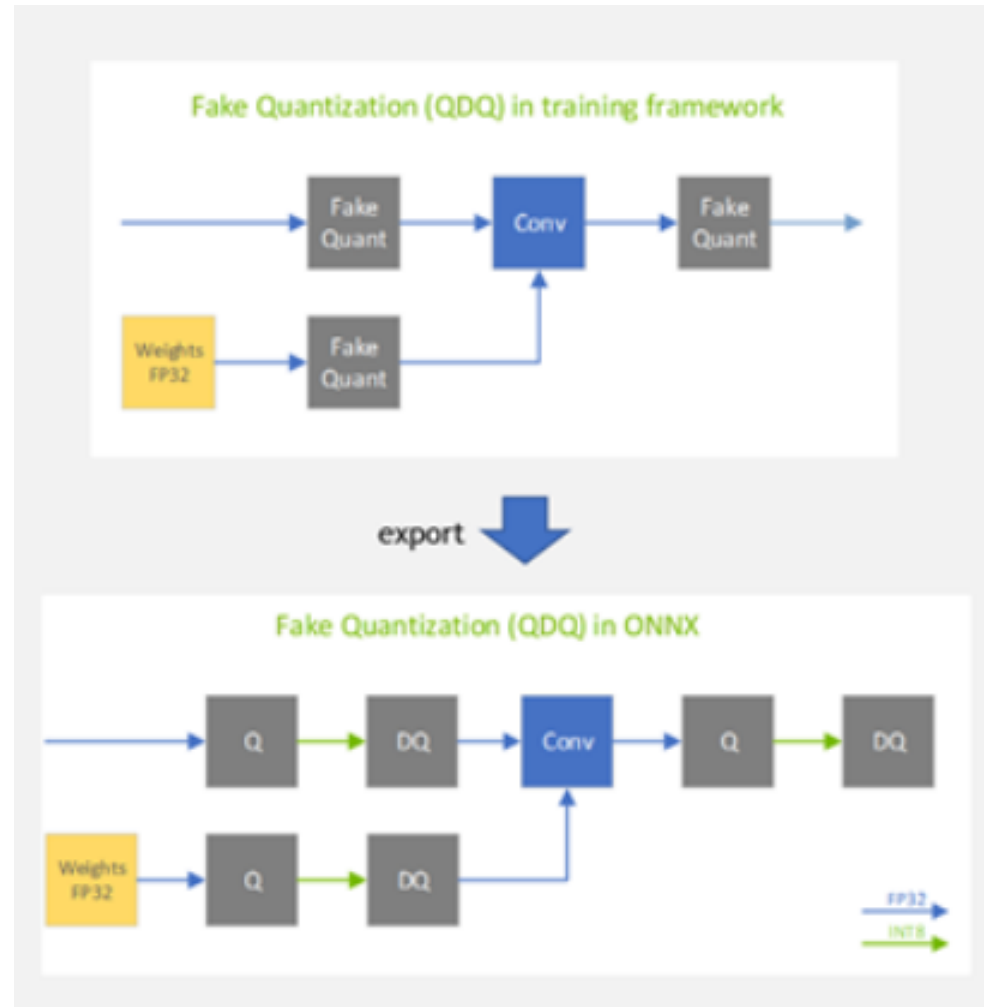 Fake Quantization (QDQ) in training framework
Fake
Quant
Conv
Fake
Quant
Weights
FP32
Fake
Quant
export
Fake Quantization (QDQ) in ONNX
Q
DQ
Conv
Q
DQ
Weights
FP32
Q
DQ
FP32
INT8